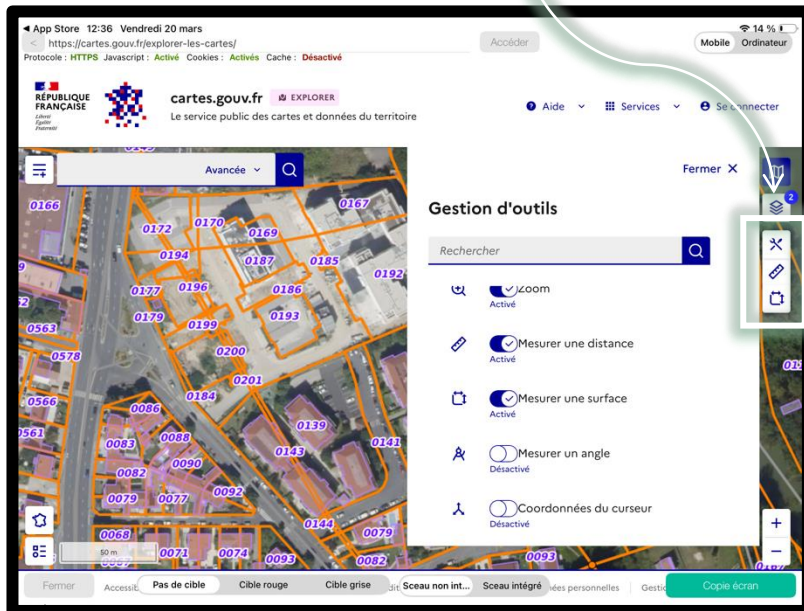 App Store 12:36 Vendredi 20 mars
14 %
< https://cartes.gouv.fr/explorer-les-cartes/
Accéder
Mobile Ordinateur
Protocole : HTTPS Javascript : Activé Cookies : Activés Cache : Désactivé
RÉPUBLIQUE
FRANÇAISE
Liberté
Égalité
Fraternité
cartes.gouv.fr EXPLORER
Le service public des cartes et données du territoire
Aide
Services
Se connecter
Avancée
Fermer X
2
Gestion d'outils
Rechercher
Zoom
Activé
Mesurer une distance
Activé
Mesurer une surface
Activé
Mesurer un angle
Désactivé
Coordonnées du curseur
Désactivé
0166
0167
0172
0170
0169
0194
0187
0185
0192
0177
0196
0186
0179
0193
0199
0563
0578
0200
0201
0184
0566
0086
0139
0083
0088
0143
0141
0082
0090
0079
0077
0092
0144
0079
0068
0071
0074
0093
0082
0093
50 m
+
−
Fermer
Pas de cible
Cible rouge
Cible grise
Sceau non int...
Sceau intégré
ées personnelles
Copie écran